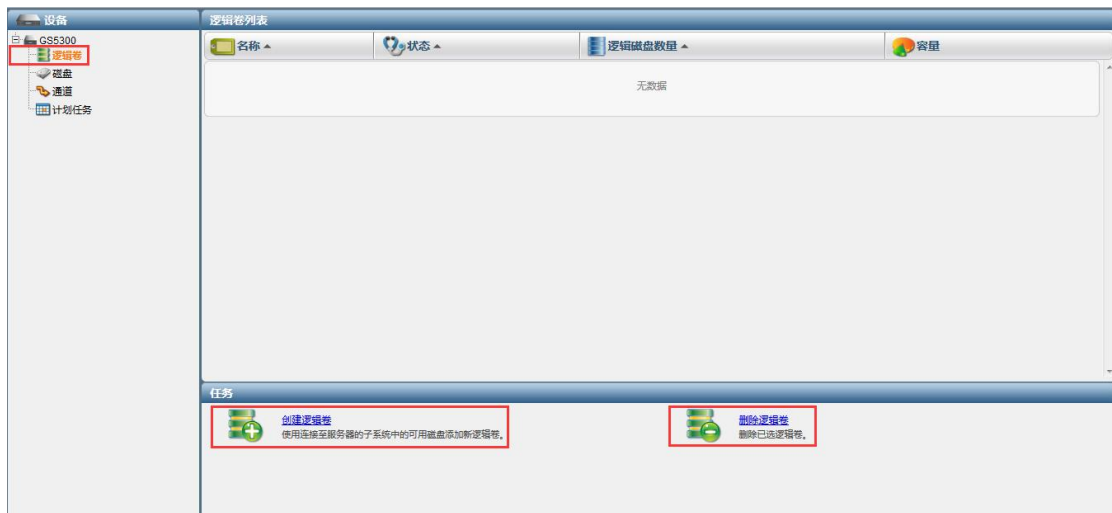 设备
GS5300
逻辑卷
磁盘
通道
计划任务
逻辑卷列表
名称 状态 逻辑磁盘数量 容量
无数据
任务
创建逻辑卷
使用连接至服务器的子系统中的可用磁盘添加新逻辑卷。
删除逻辑卷
删除已选逻辑卷。